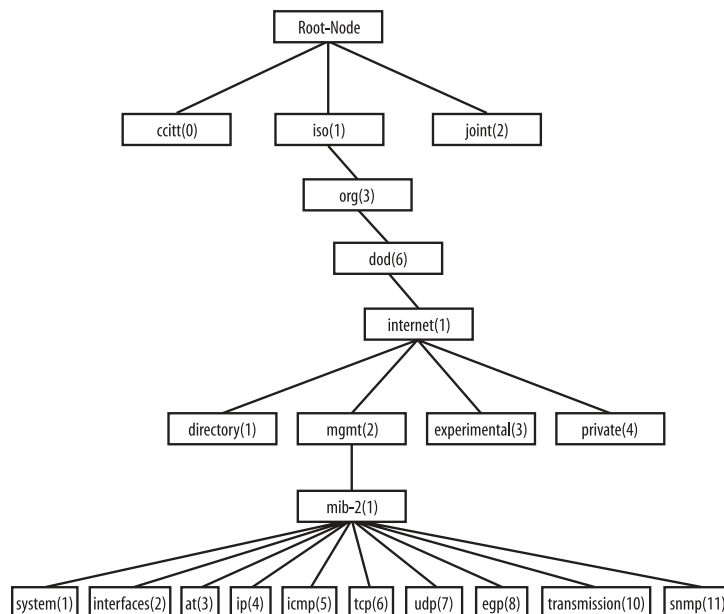 Root-Node
ccitt(0) iso(1) joint(2)
org(3)
dod(6)
internet(1)
directory(1) mgmt(2) experimental(3) private(4)
mib-2(1)
system(1) interfaces(2) at(3) ip(4) icmp(5) tcp(6) udp(7) egp(8) transmission(10) snmp(11)